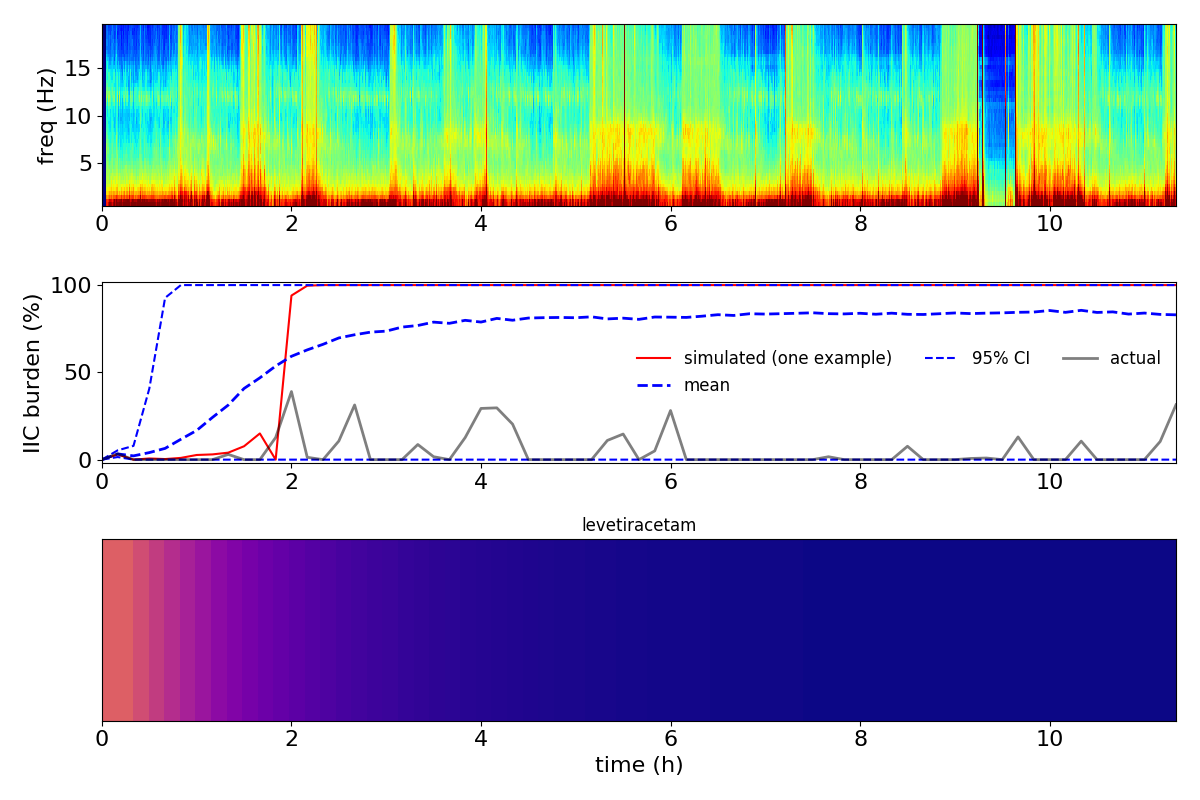 15
10
5
freq (Hz)
0 2 4 6 8 10
100
50
0
IIC burden (%)
simulated (one example) 95% CI actual
mean
0 2 4 6 8 10
levetiracetam
0 2 4 6 8 10
time (h)